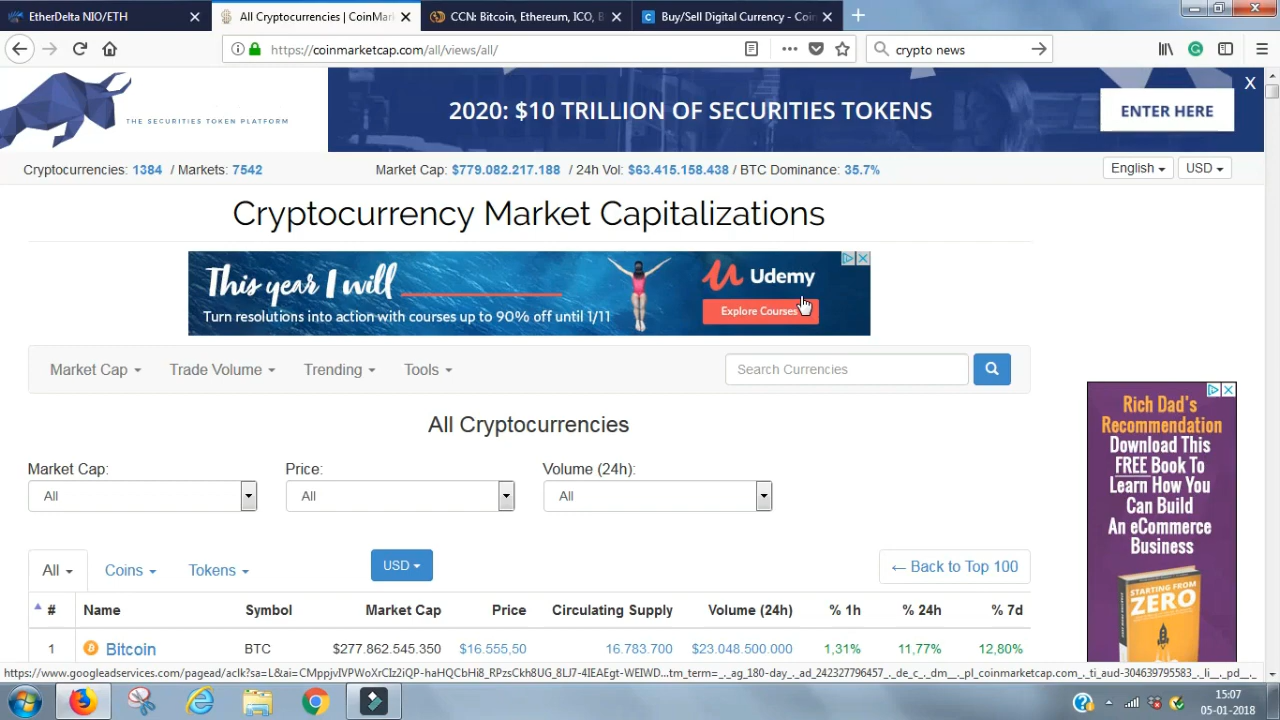 EtherDelta NIO/ETH
All Cryptocurrencies | CoinMar
CCN: Bitcoin, Ethereum, ICO, B
Buy/Sell Digital Currency - Coin
https://coinmarketcap.com/all/views/all/
crypto news
THE SECURITIES TOKEN PLATFORM
2020: $10 TRILLION OF SECURITIES TOKENS
ENTER HERE
X
Cryptocurrencies: 1384 / Markets: 7542
Market Cap: $779.082.217.188 / 24h Vol: $63.415.158.438 / BTC Dominance: 35.7%
English
USD
Cryptocurrency Market Capitalizations
This year I will
Turn resolutions into action with courses up to 90% off until 1/11
Udemy
Explore Courses
Market Cap
Trade Volume
Trending
Tools
Search Currencies
All Cryptocurrencies
Market Cap:
Price:
Volume (24h):
All
All
All
All
Coins
Tokens
USD
← Back to Top 100
# Name Symbol Market Cap Price Circulating Supply Volume (24h) % 1h % 24h % 7d
1 Bitcoin BTC $277.862.545.350 $16.555,50 16.783.700 $23.048.500.000 1,31% 11,77% 12,80%
Rich Dad's
Recommendation
Download This
FREE Book To
Learn How You
Can Build
An eCommerce
Business
STARTING FROM
ZERO
15:07
05-01-2018